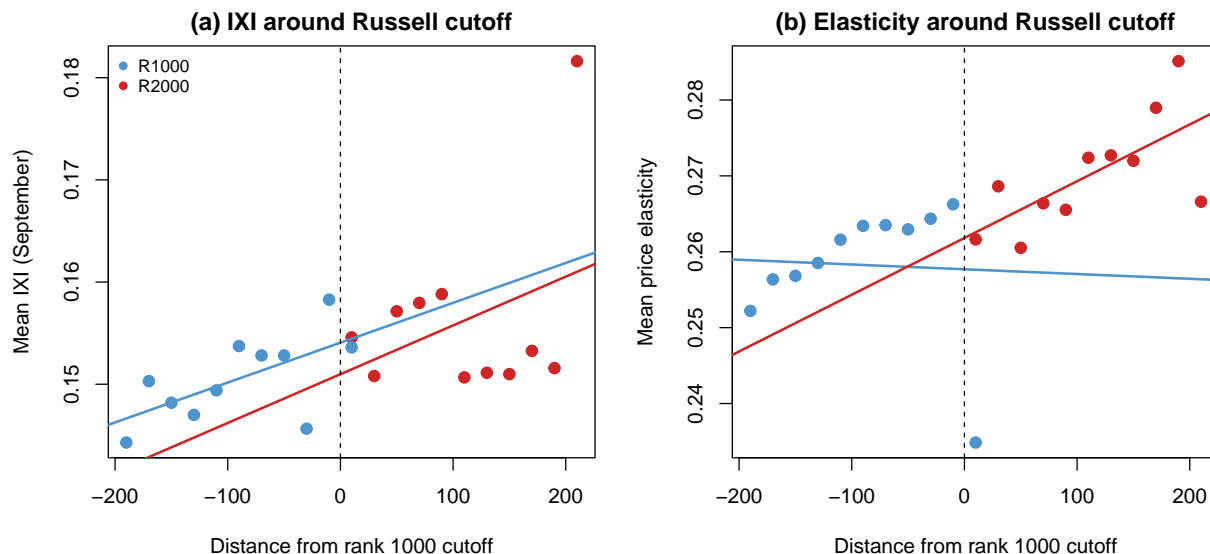 (a) IXI around Russell cutoff
R1000
R2000
0.18
0.17
0.16
0.15
Mean IXI (September)
−200 −100 0 100 200
Distance from rank 1000 cutoff
(b) Elasticity around Russell cutoff
0.28
0.27
0.26
0.25
0.24
Mean price elasticity
−200 −100 0 100 200
Distance from rank 1000 cutoff